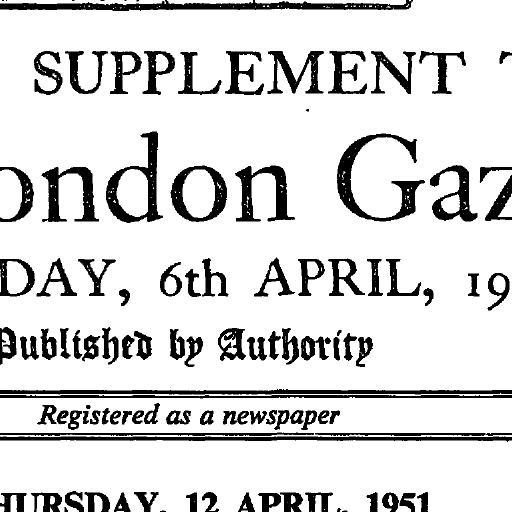 SUPPLEMENT T
ondon Gaz
DAY, 6th APRIL, 19
Published by Authority
Registered as a newspaper
HURSDAY, 12 APRIL, 1951